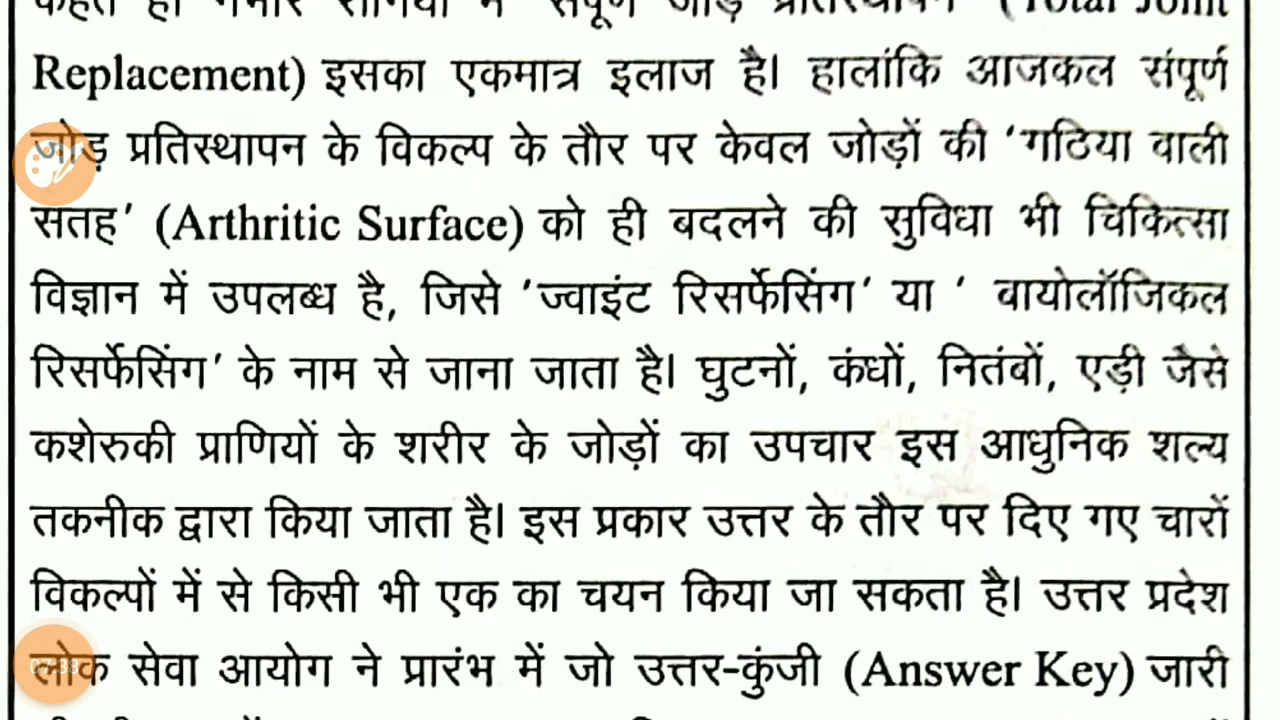 (Total Joint
Replacement) इसका एकमात्र इलाज है। हालांकि आजकल संपूर्ण
जोड़ प्रतिस्थापन के विकल्प के तौर पर केवल जोड़ों की 'गठिया वाली
सतह' (Arthritic Surface) को ही बदलने की सुविधा भी चिकित्सा
विज्ञान में उपलब्ध है, जिसे 'ज्वाइंट रिसर्फेसिंग' या ' बायोलॉजिकल
रिसर्फेसिंग' के नाम से जाना जाता है। घुटनों, कंधों, नितंबों, एड़ी जैसे
कशेरुकी प्राणियों के शरीर के जोड़ों का उपचार इस आधुनिक शल्य
तकनीक द्वारा किया जाता है। इस प्रकार उत्तर के तौर पर दिए गए चारों
विकल्पों में से किसी भी एक का चयन किया जा सकता है। उत्तर प्रदेश
लोक सेवा आयोग ने प्रारंभ में जो उत्तर-कुंजी (Answer Key) जारी